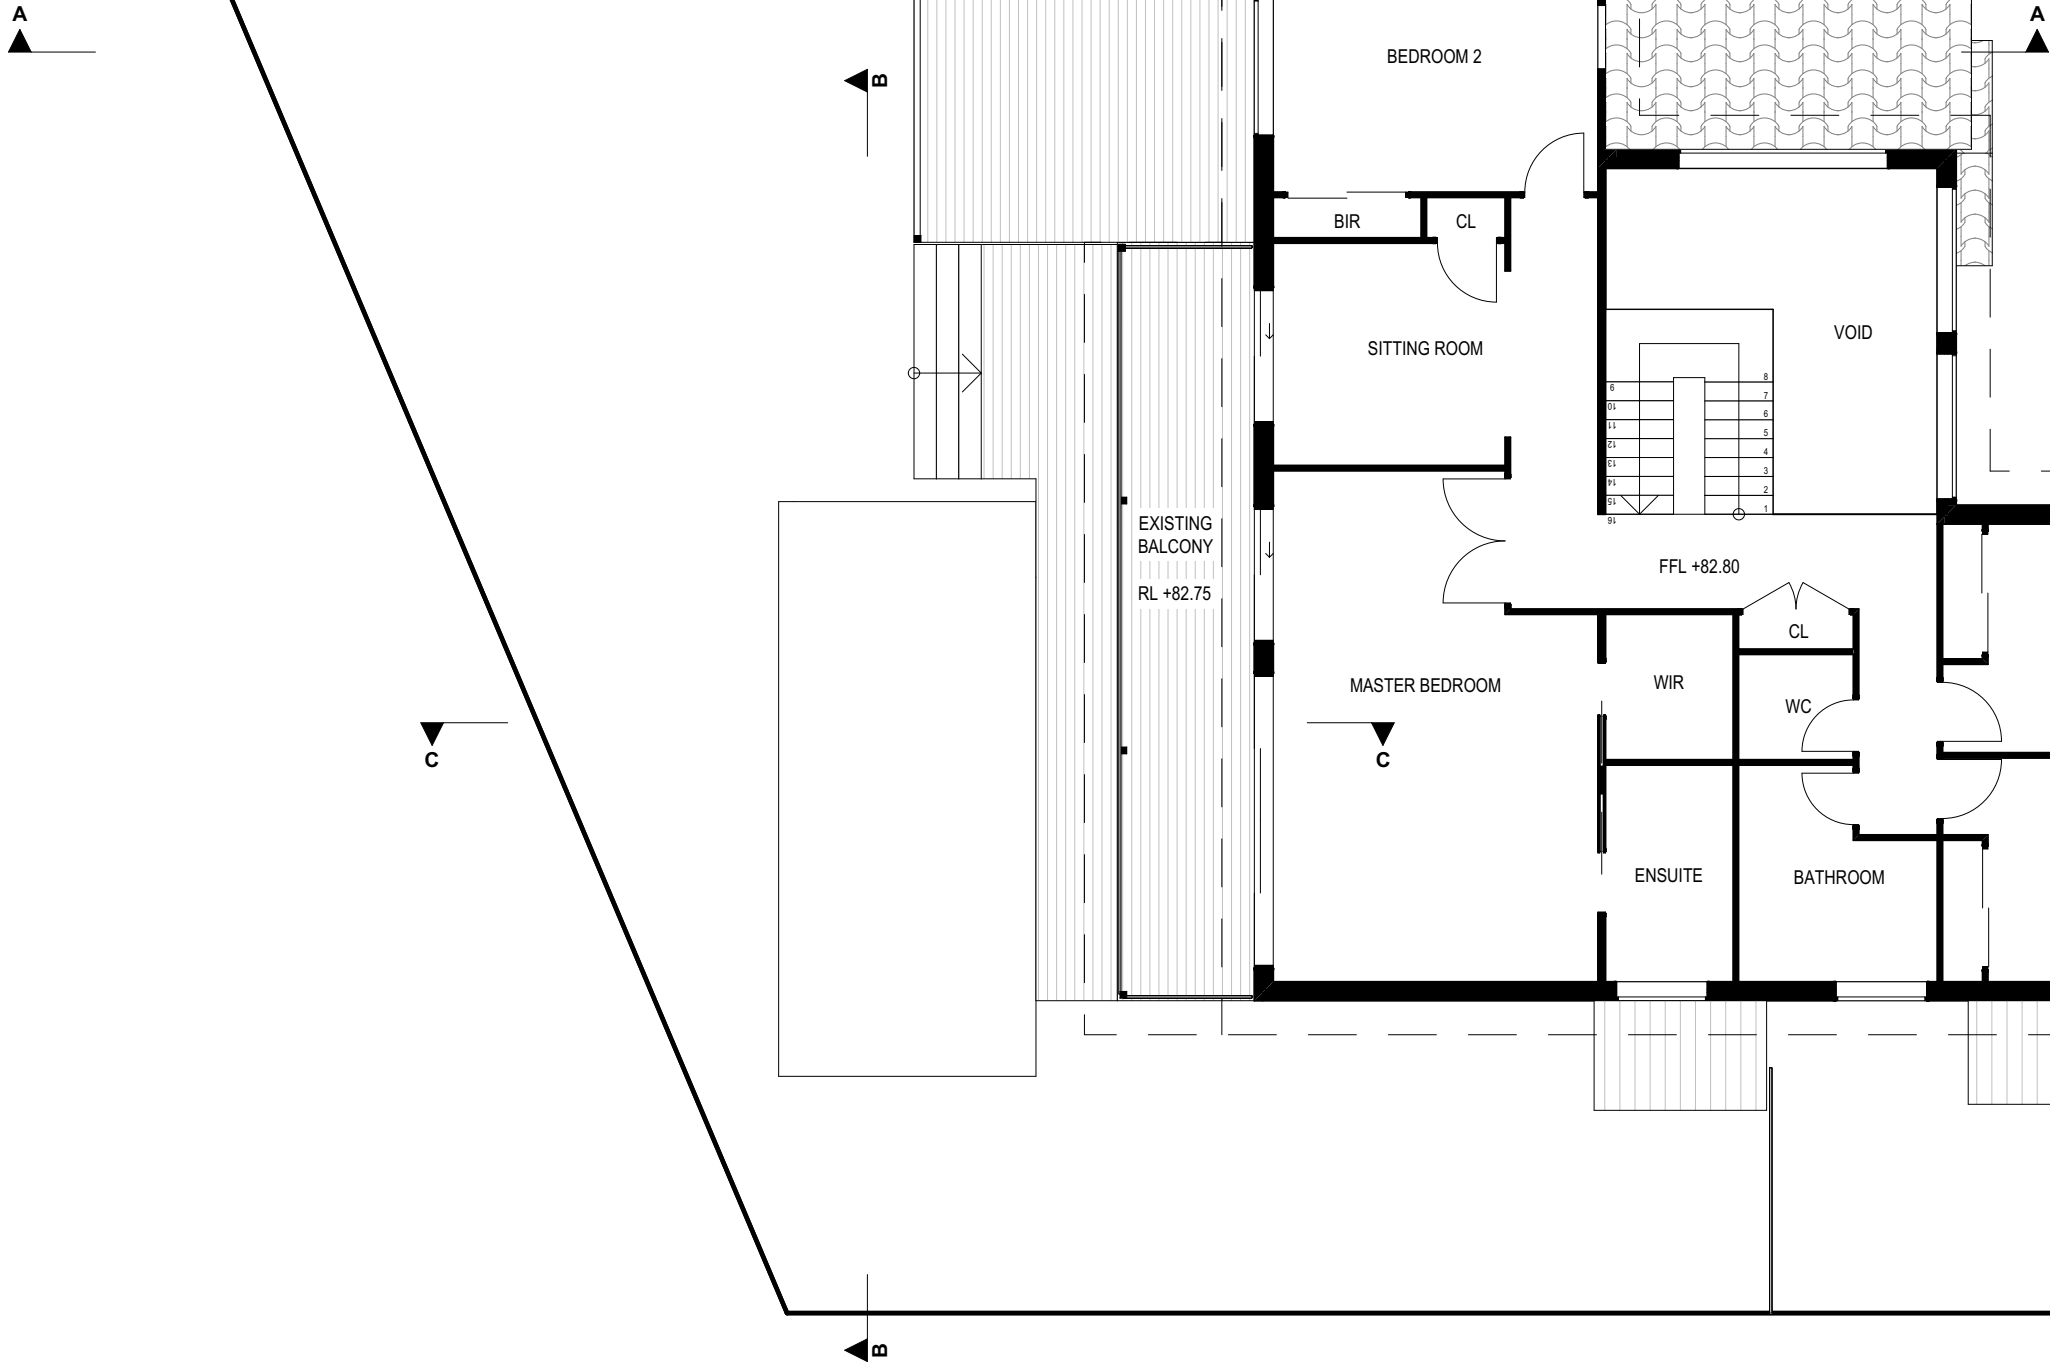 A
A
BEDROOM 2
B
BIR
CL
SITTING ROOM
VOID
8
9
7
10
6
11
5
12
4
13
3
14
2
15
1
16
EXISTING
BALCONY
FFL +82.80
RL +82.75
CL
MASTER BEDROOM
WIR
WC
C
C
ENSUITE
BATHROOM
B